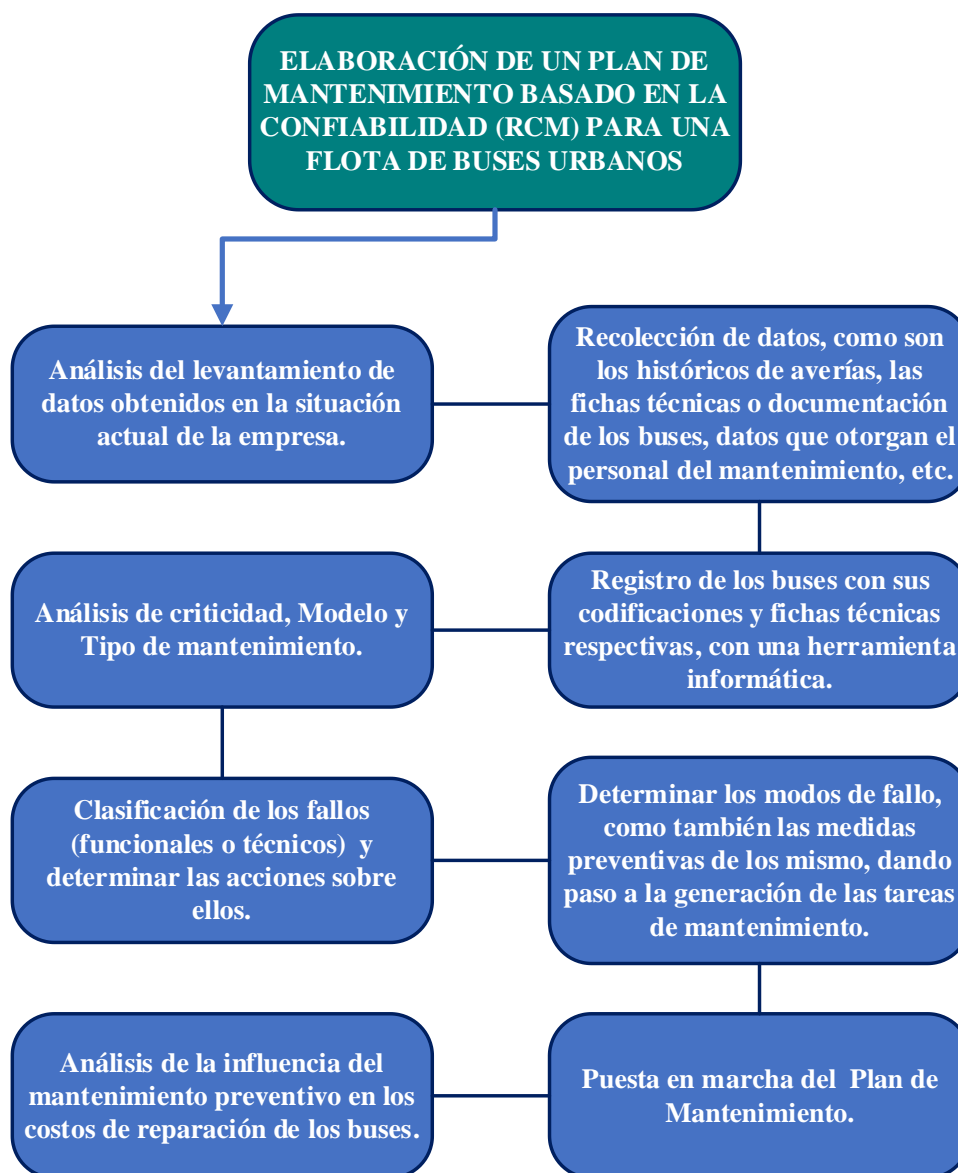 ELABORACIÓN DE UN PLAN DE
MANTENIMIENTO BASADO EN LA
CONFIABILIDAD (RCM) PARA UNA
FLOTA DE BUSES URBANOS
Análisis del levantamiento de
datos obtenidos en la situación
actual de la empresa.
Recolección de datos, como son
los históricos de averías, las
fichas técnicas o documentación
de los buses, datos que otorgan el
personal del mantenimiento, etc.
Registro de los buses con sus
codificaciones y fichas técnicas
respectivas, con una herramienta
informática.
Análisis de criticidad, Modelo y
Tipo de mantenimiento.
Clasificación de los fallos
(funcionales o técnicos) y
determinar las acciones sobre
ellos.
Determinar los modos de fallo,
como también las medidas
preventivas de los mismo, dando
paso a la generación de las tareas
de mantenimiento.
Puesta en marcha del Plan de
Mantenimiento.
Análisis de la influencia del
mantenimiento preventivo en los
costos de reparación de los buses.